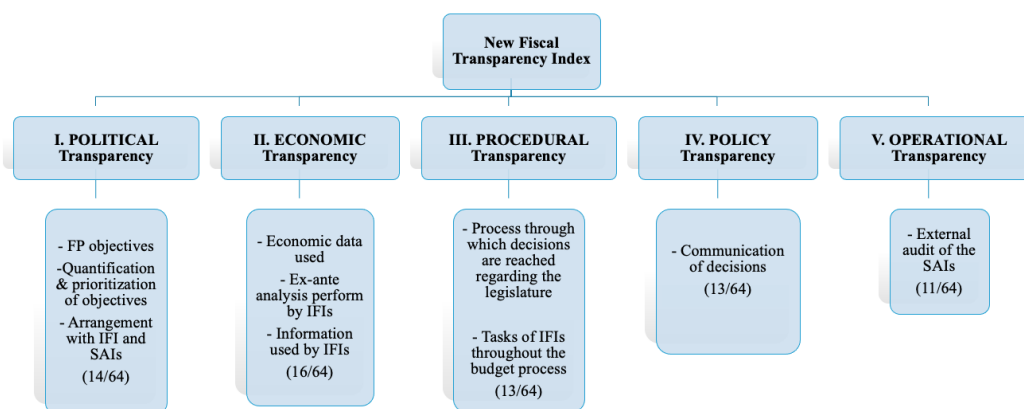 New Fiscal
Transparency Index
I. POLITICAL
Transparency
II. ECONOMIC
Transparency
III. PROCEDURAL
Transparency
IV. POLICY
Transparency
V. OPERATIONAL
Transparency
- FP objectives
-Quantification
& prioritization
of objectives
- Arrangement
with IFI and
SAIs
(14/64)
- Economic data
used
- Ex-ante
analysis perform
by IFIs
- Information
used by IFIs
(16/64)
- Process through
which decisions
are reached
regarding the
legislature
- Tasks of IFIs
throughout the
budget process
(13/64)
- Communication
of decisions
(13/64)
- External
audit of the
SAIs
(11/64)